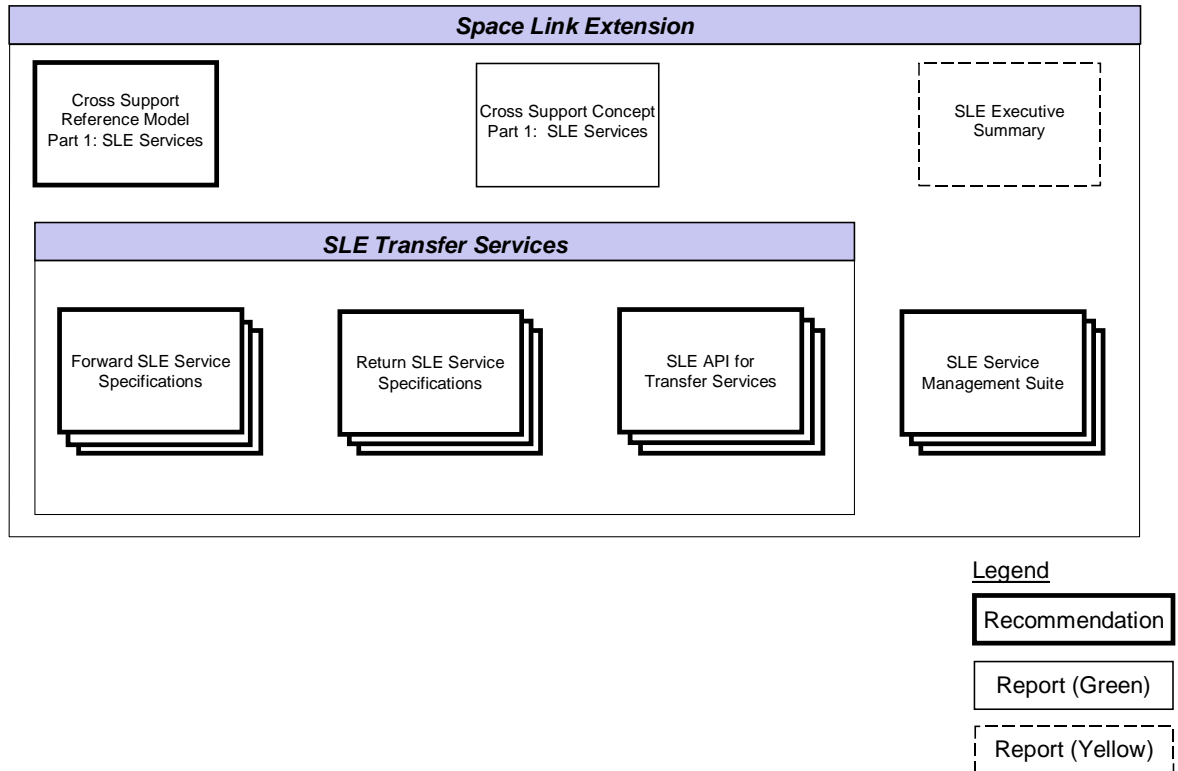 Space Link Extension
Cross Support
Reference Model
Part 1: SLE Services
Cross Support Concept
Part 1:  SLE Services
SLE Executive
Summary
SLE Transfer Services
Forward SLE Service
Specifications
Return SLE Service
Specifications
SLE API for
Transfer Services
SLE Service
Management Suite
Legend
Recommendation
Report (Green)
Report (Yellow)